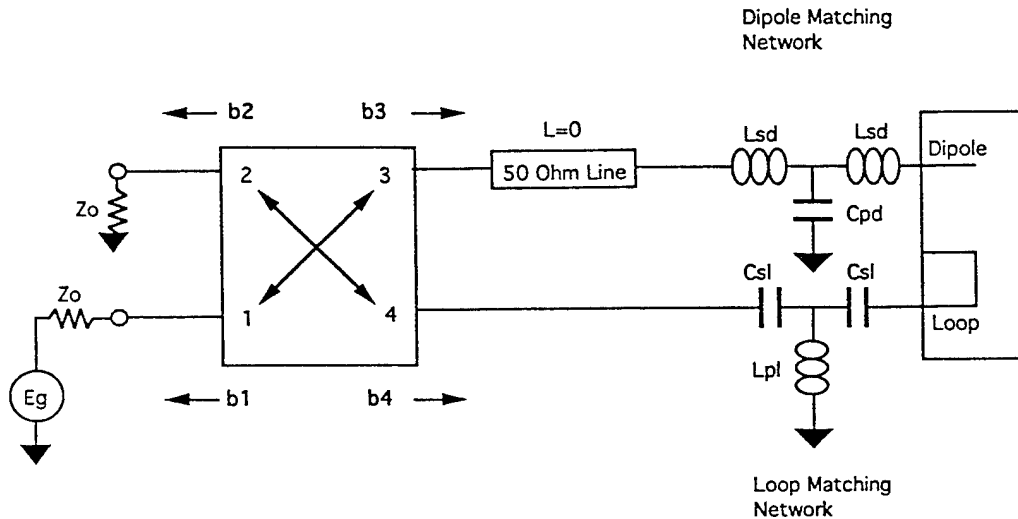 Dipole Matching
Network
b2
b3
L=0
50 Ohm Line
Lsd
Lsd
Dipole
2
3
Zo
Cpd
Csl
Csl
Zo
1
4
Loop
Lpl
Eg
b1
b4
Loop Matching
Network